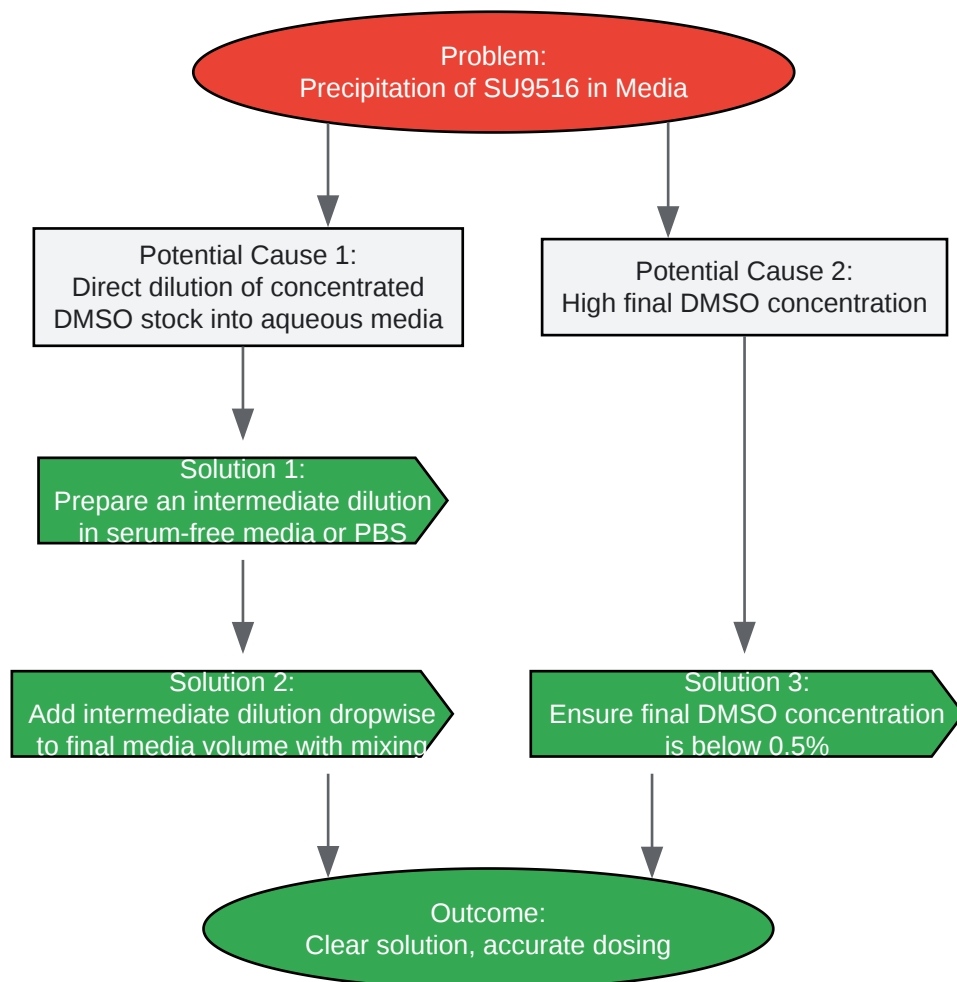 Problem:
Precipitation of SU9516 in Media
Potential Cause 1:
Direct dilution of concentrated
DMSO stock into aqueous media
Potential Cause 2:
High final DMSO concentration
Solution 1:
Prepare an intermediate dilution
in serum-free media or PBS
Solution 2:
Add intermediate dilution dropwise
to final media volume with mixing
Solution 3:
Ensure final DMSO concentration
is below 0.5%
Outcome:
Clear solution, accurate dosing